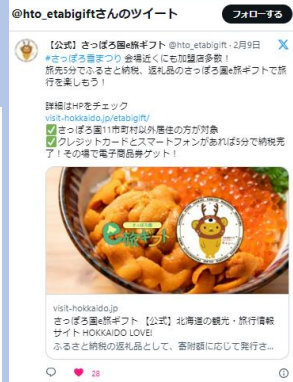 @hto_etabigiftさんのツイート
フォローする
【公式】さっぽろ圏e旅ギフト @hto_etabigift・2月9日
#さっぽろ雪まつり 会場近くにも加盟店多数！
旅先5分でふるさと納税、返礼品のさっぽろ圏e旅ギフトで旅
行を楽しもう！
詳細はHPをチェック
visit-hokkaido.jp/etabigift/
✅さっぽろ圏11市町村以外居住の方が対象
✅クレジットカードとスマートフォンがあれば5分で納税完
了！その場で電子商品券ゲット！
さっぽろ圏
e旅ギフト
visit-hokkaido.jp
さっぽろ圏e旅ギフト 【公式】北海道の観光・旅行情報
サイト HOKKAIDO LOVE!
ふるさと納税の返礼品として、寄附額に応じて発行さ...
28